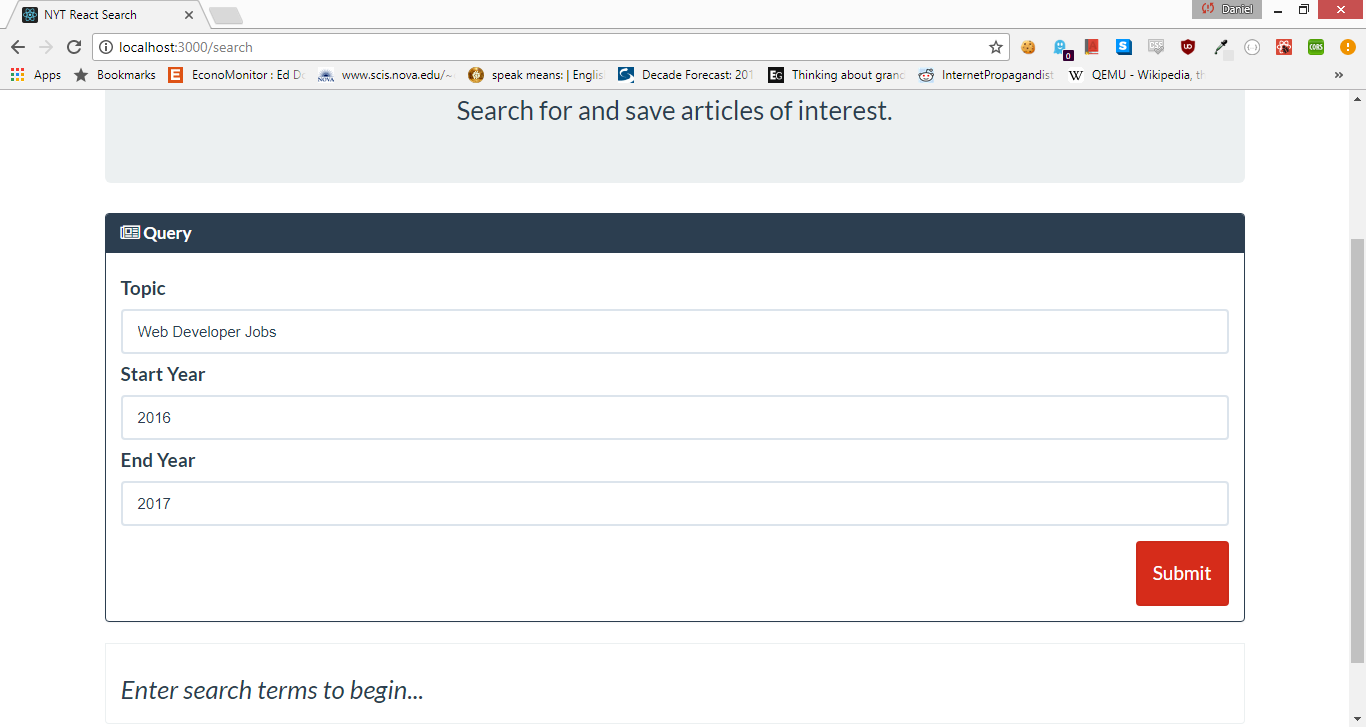 NYT React Search
Daniel
localhost:3000/search
Apps Bookmarks EconoMonitor : Ed www.scis.nova.edu/~ speak means: | Englis Decade Forecast: 201 Thinking about grand InternetPropagandist QEMU - Wikipedia, th »
Search for and save articles of interest.
Query
Topic
Web Developer Jobs
Start Year
2016
End Year
2017
Submit
Enter search terms to begin...